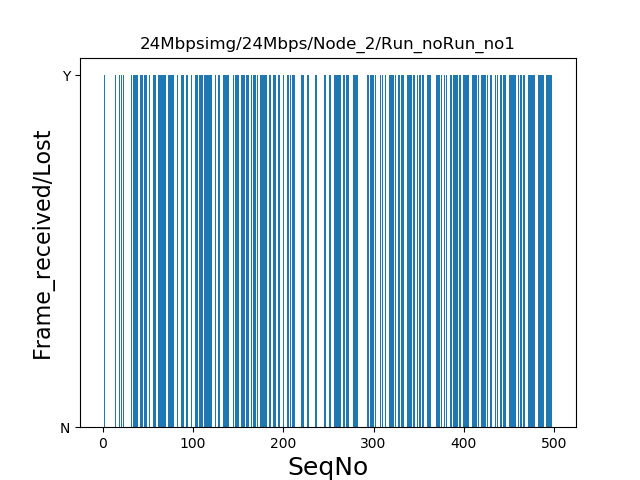 24Mbpsimg/24Mbps/Node_2/Run_noRun_no1
Y
Frame_received/Lost
N
0 100 200 300 400 500
SeqNo